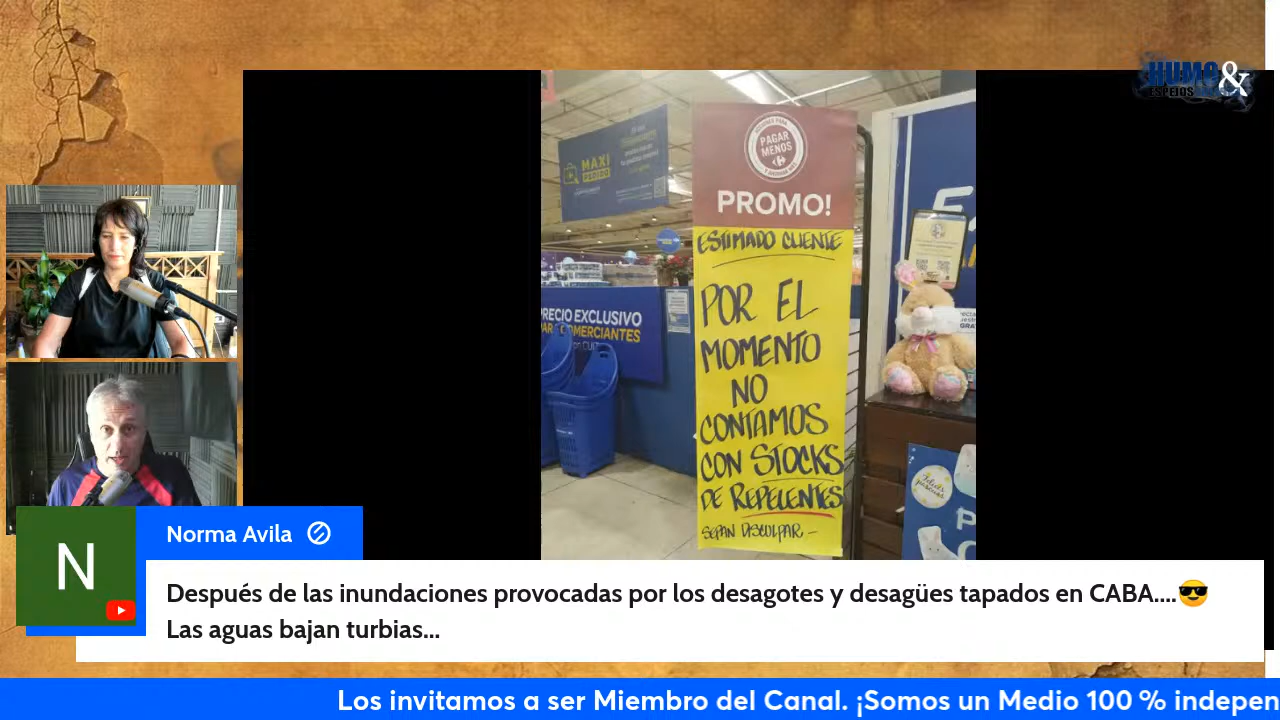 HUMO &
ESPEJOS
MAXI
PEDIDO
PAGAR
MENOS
PROMO!
ESTIMADO CLIENTE
POR EL
MOMENTO
NO
CONTAMOS
CON STOCKS
DE REPELENTES
SEPAN DISCULPAR -
PRECIO EXCLUSIVO
PARA COMERCIANTES
N
Norma Avila
Después de las inundaciones provocadas por los desagotes y desagües tapados en CABA....😎
Las aguas bajan turbias...
Los invitamos a ser Miembro del Canal. ¡Somos un Medio 100 % indepen